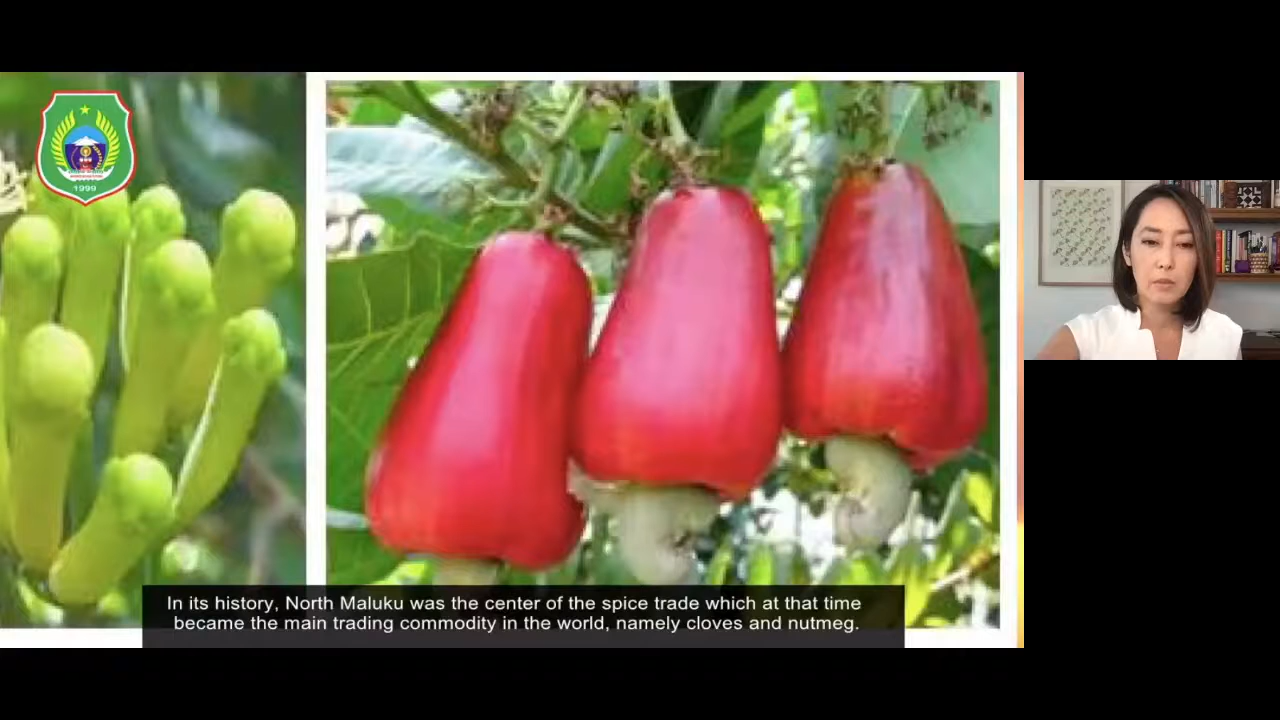 1999
In its history, North Maluku was the center of the spice trade which at that time
became the main trading commodity in the world, namely cloves and nutmeg.